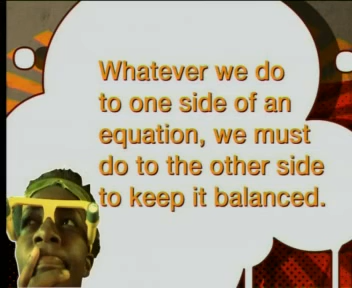 Whatever we do
to one side of an
equation, we must
do to the other side
to keep it balanced.